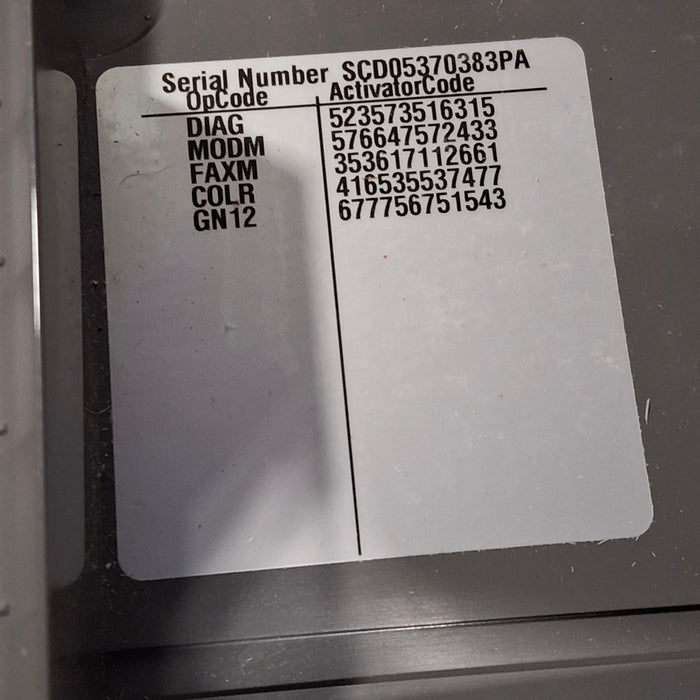 Serial Number SCD05370383PA
OpCode ActivatorCode
DIAG 523573516315
MODM 576647572433
FAXM 353617112661
COLR 416535537477
GN12 677756751543